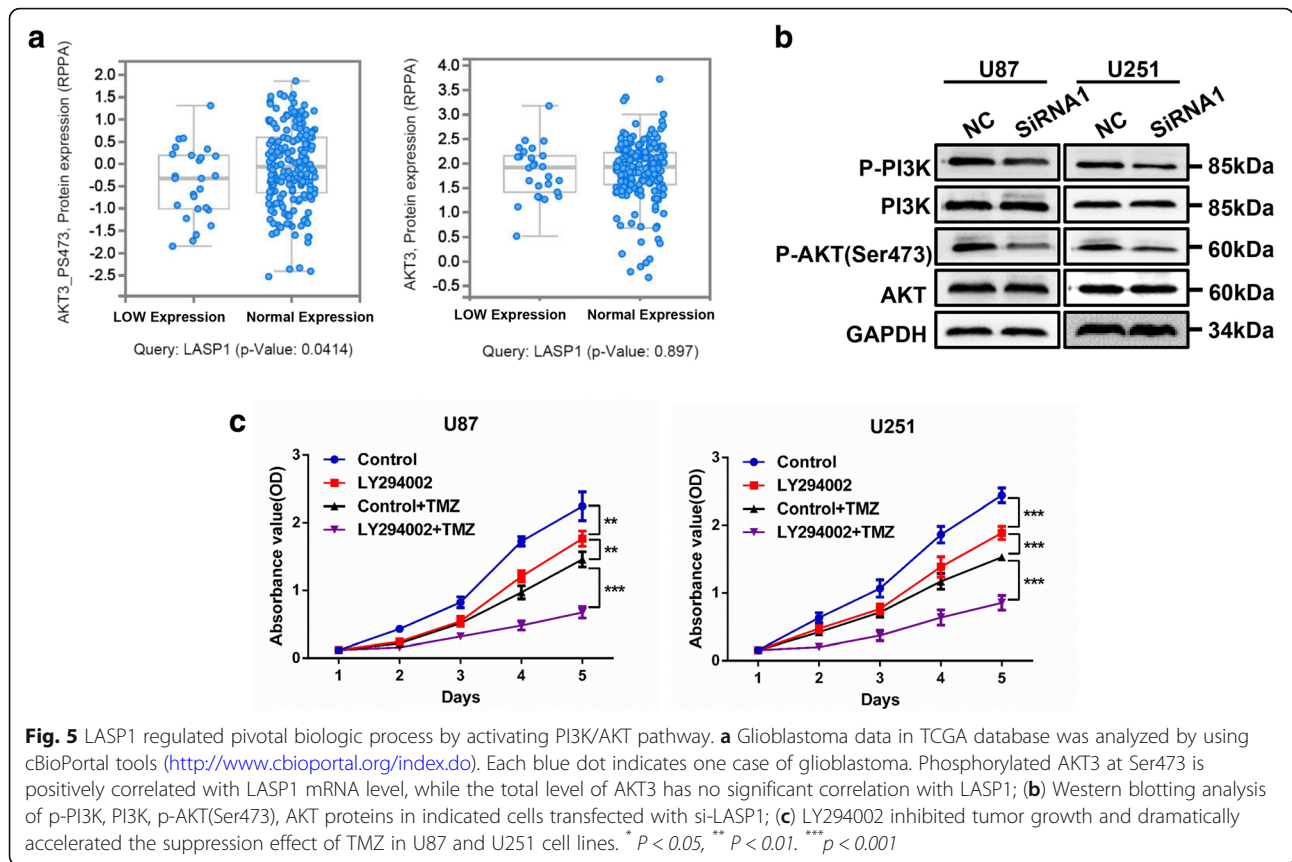 a
AKT3_PS473, Protein expression (RPPA)
2.0
1.5
1.0
0.5
0.0
-0.5
-1.0
-1.5
-2.0
-2.5
LOW Expression Normal Expression
Query: LASP1 (p-Value: 0.0414)
AKT3, Protein expression (RPPA)
4.0
3.5
3.0
2.5
2.0
1.5
1.0
0.5
0.0
-0.5
LOW Expression Normal Expression
Query: LASP1 (p-Value: 0.897)
b
U87 U251
NC SiRNA1 NC SiRNA1
P-PI3K 85kDa
PI3K 85kDa
P-AKT(Ser473) 60kDa
AKT 60kDa
GAPDH 34kDa
c
U87
Absorbance value(OD)
3
2
1
0
Control
LY294002
Control+TMZ
LY294002+TMZ
**
**
***
1 2 3 4 5
Days
U251
Absorbance value(OD)
3
2
1
0
Control
LY294002
Control+TMZ
LY294002+TMZ
***
***
***
1 2 3 4 5
Days
Fig. 5 LASP1 regulated pivotal biologic process by activating PI3K/AKT pathway. a Glioblastoma data in TCGA database was analyzed by using
cBioPortal tools (http://www.cbioportal.org/index.do). Each blue dot indicates one case of glioblastoma. Phosphorylated AKT3 at Ser473 is
positively correlated with LASP1 mRNA level, while the total level of AKT3 has no significant correlation with LASP1; (b) Western blotting analysis
of p-PI3K, PI3K, p-AKT(Ser473), AKT proteins in indicated cells transfected with si-LASP1; (c) LY294002 inhibited tumor growth and dramatically
accelerated the suppression effect of TMZ in U87 and U251 cell lines. * P < 0.05, ** P < 0.01. ***p < 0.001